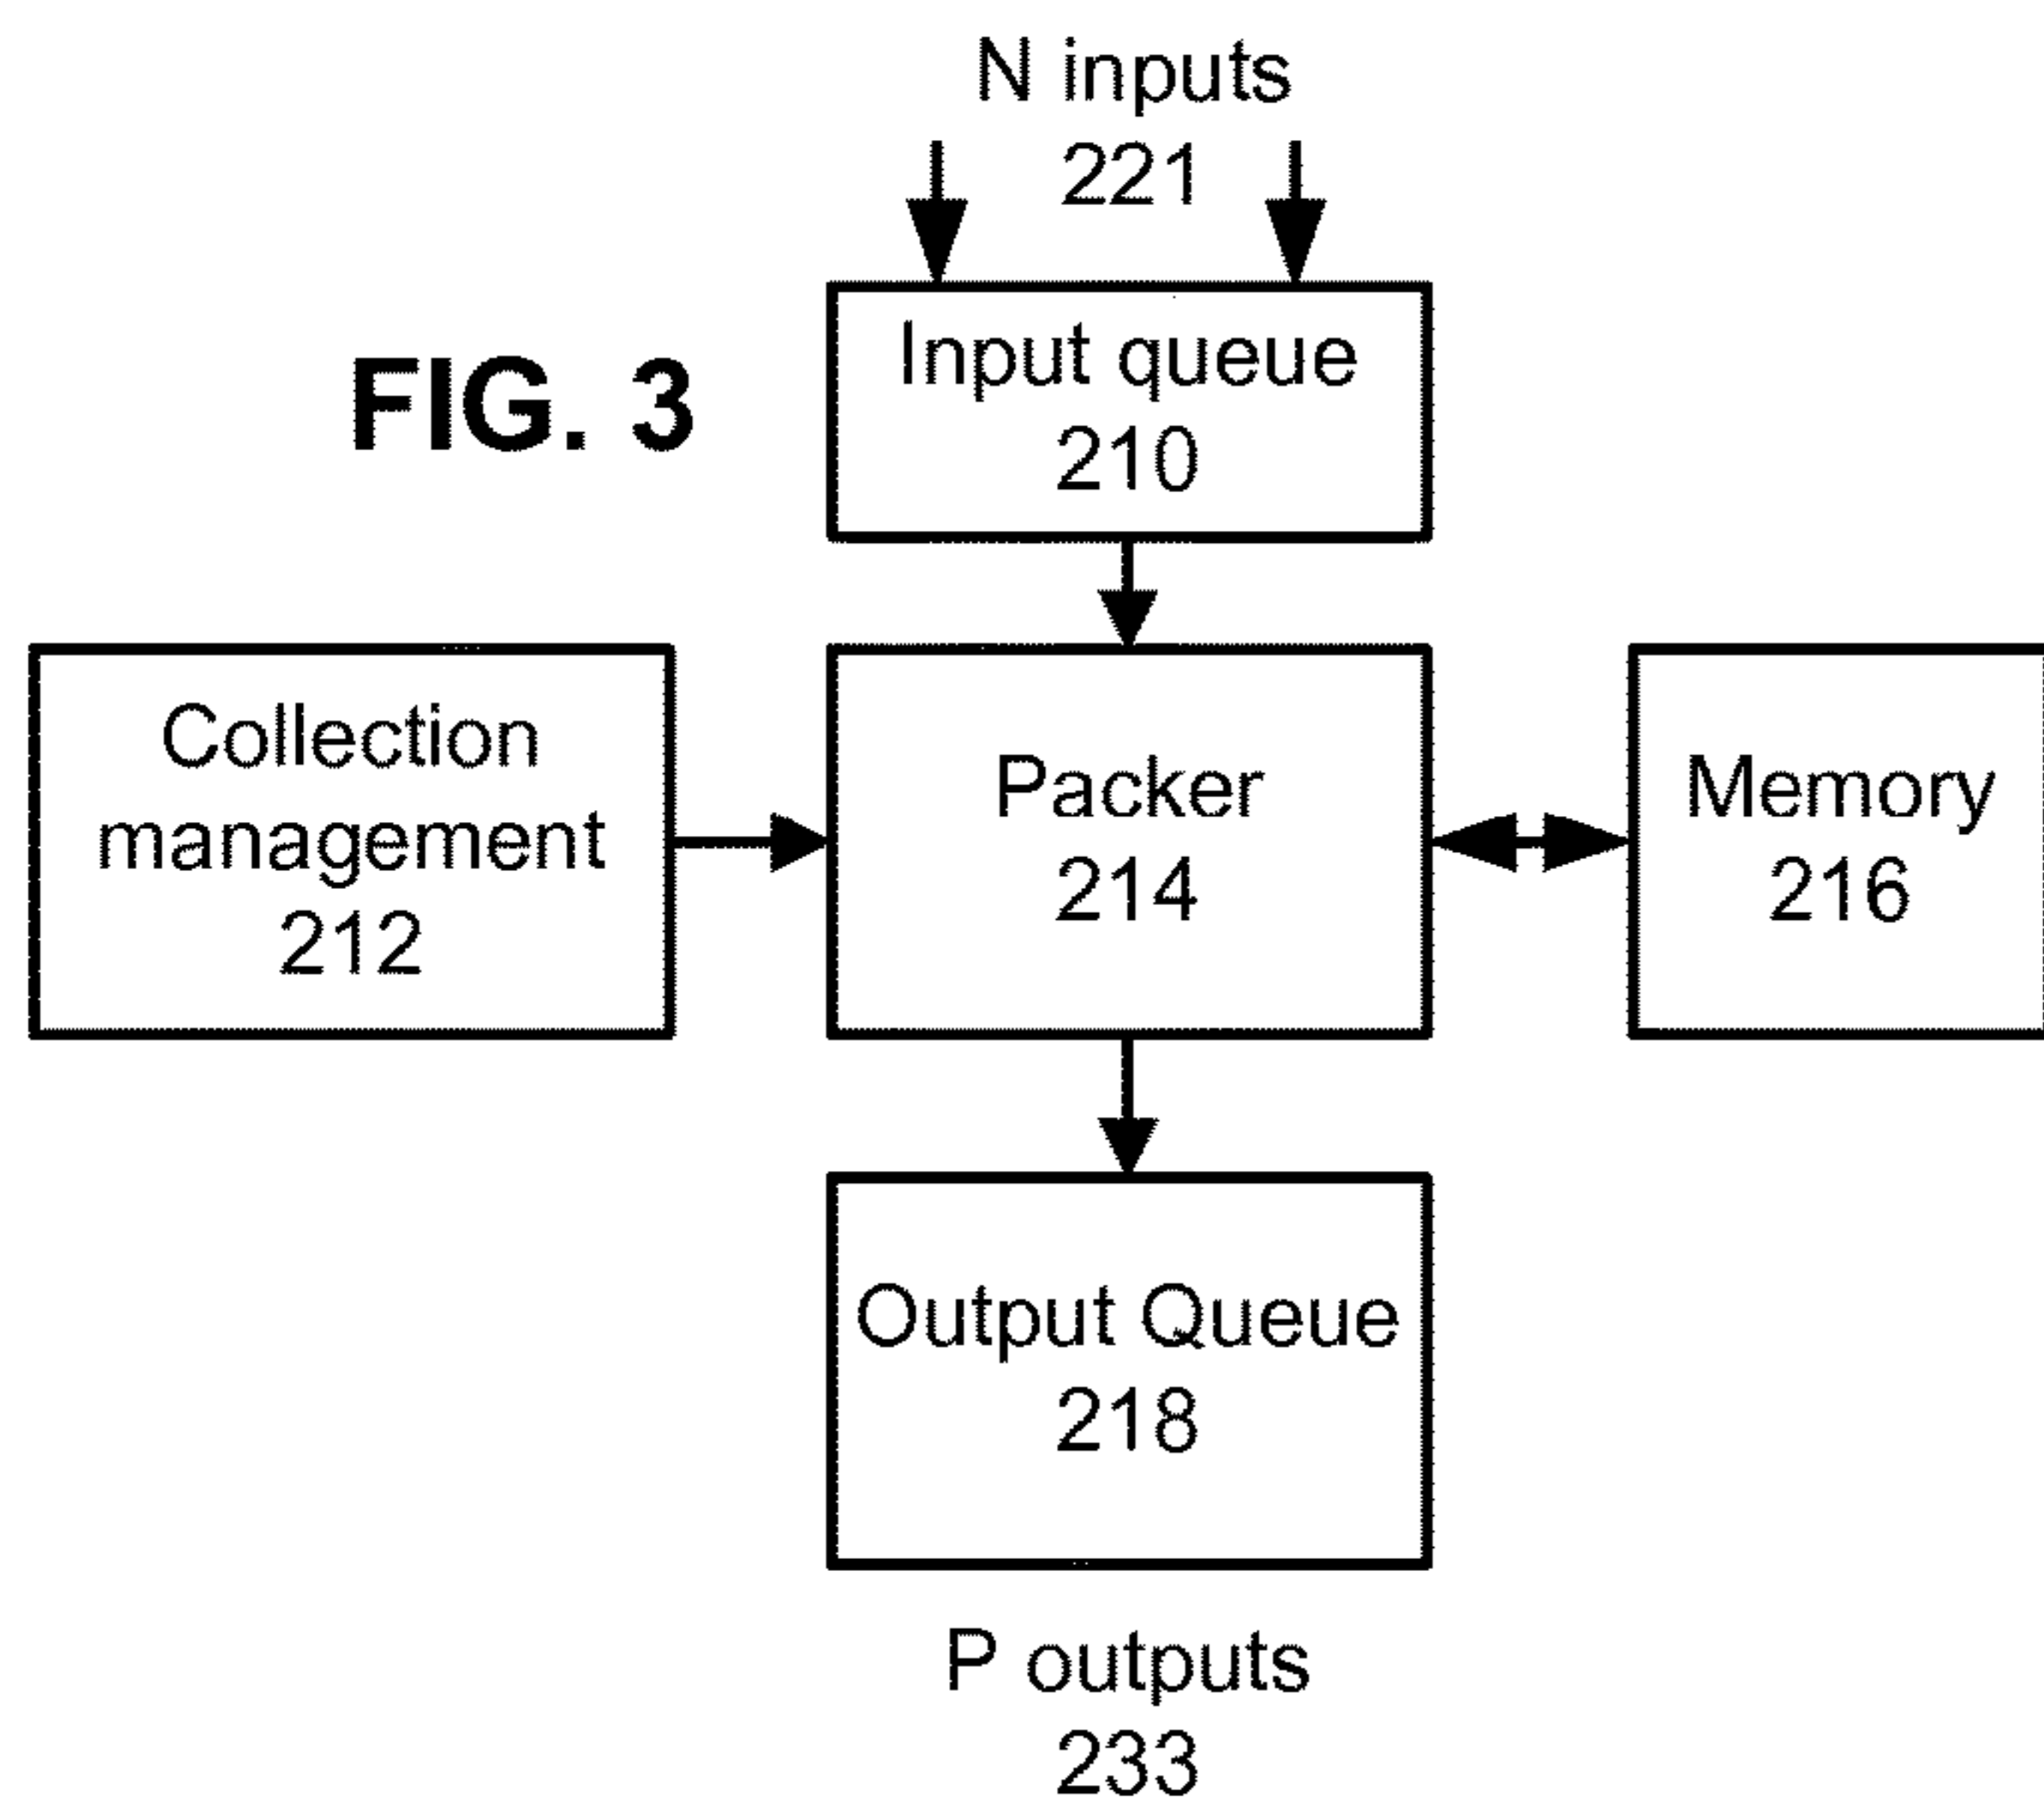 N inputs
221
FIG. 3
Input queue
210
Collection
management
212
Packer
214
Memory
216
Output Queue
218
P outputs
233